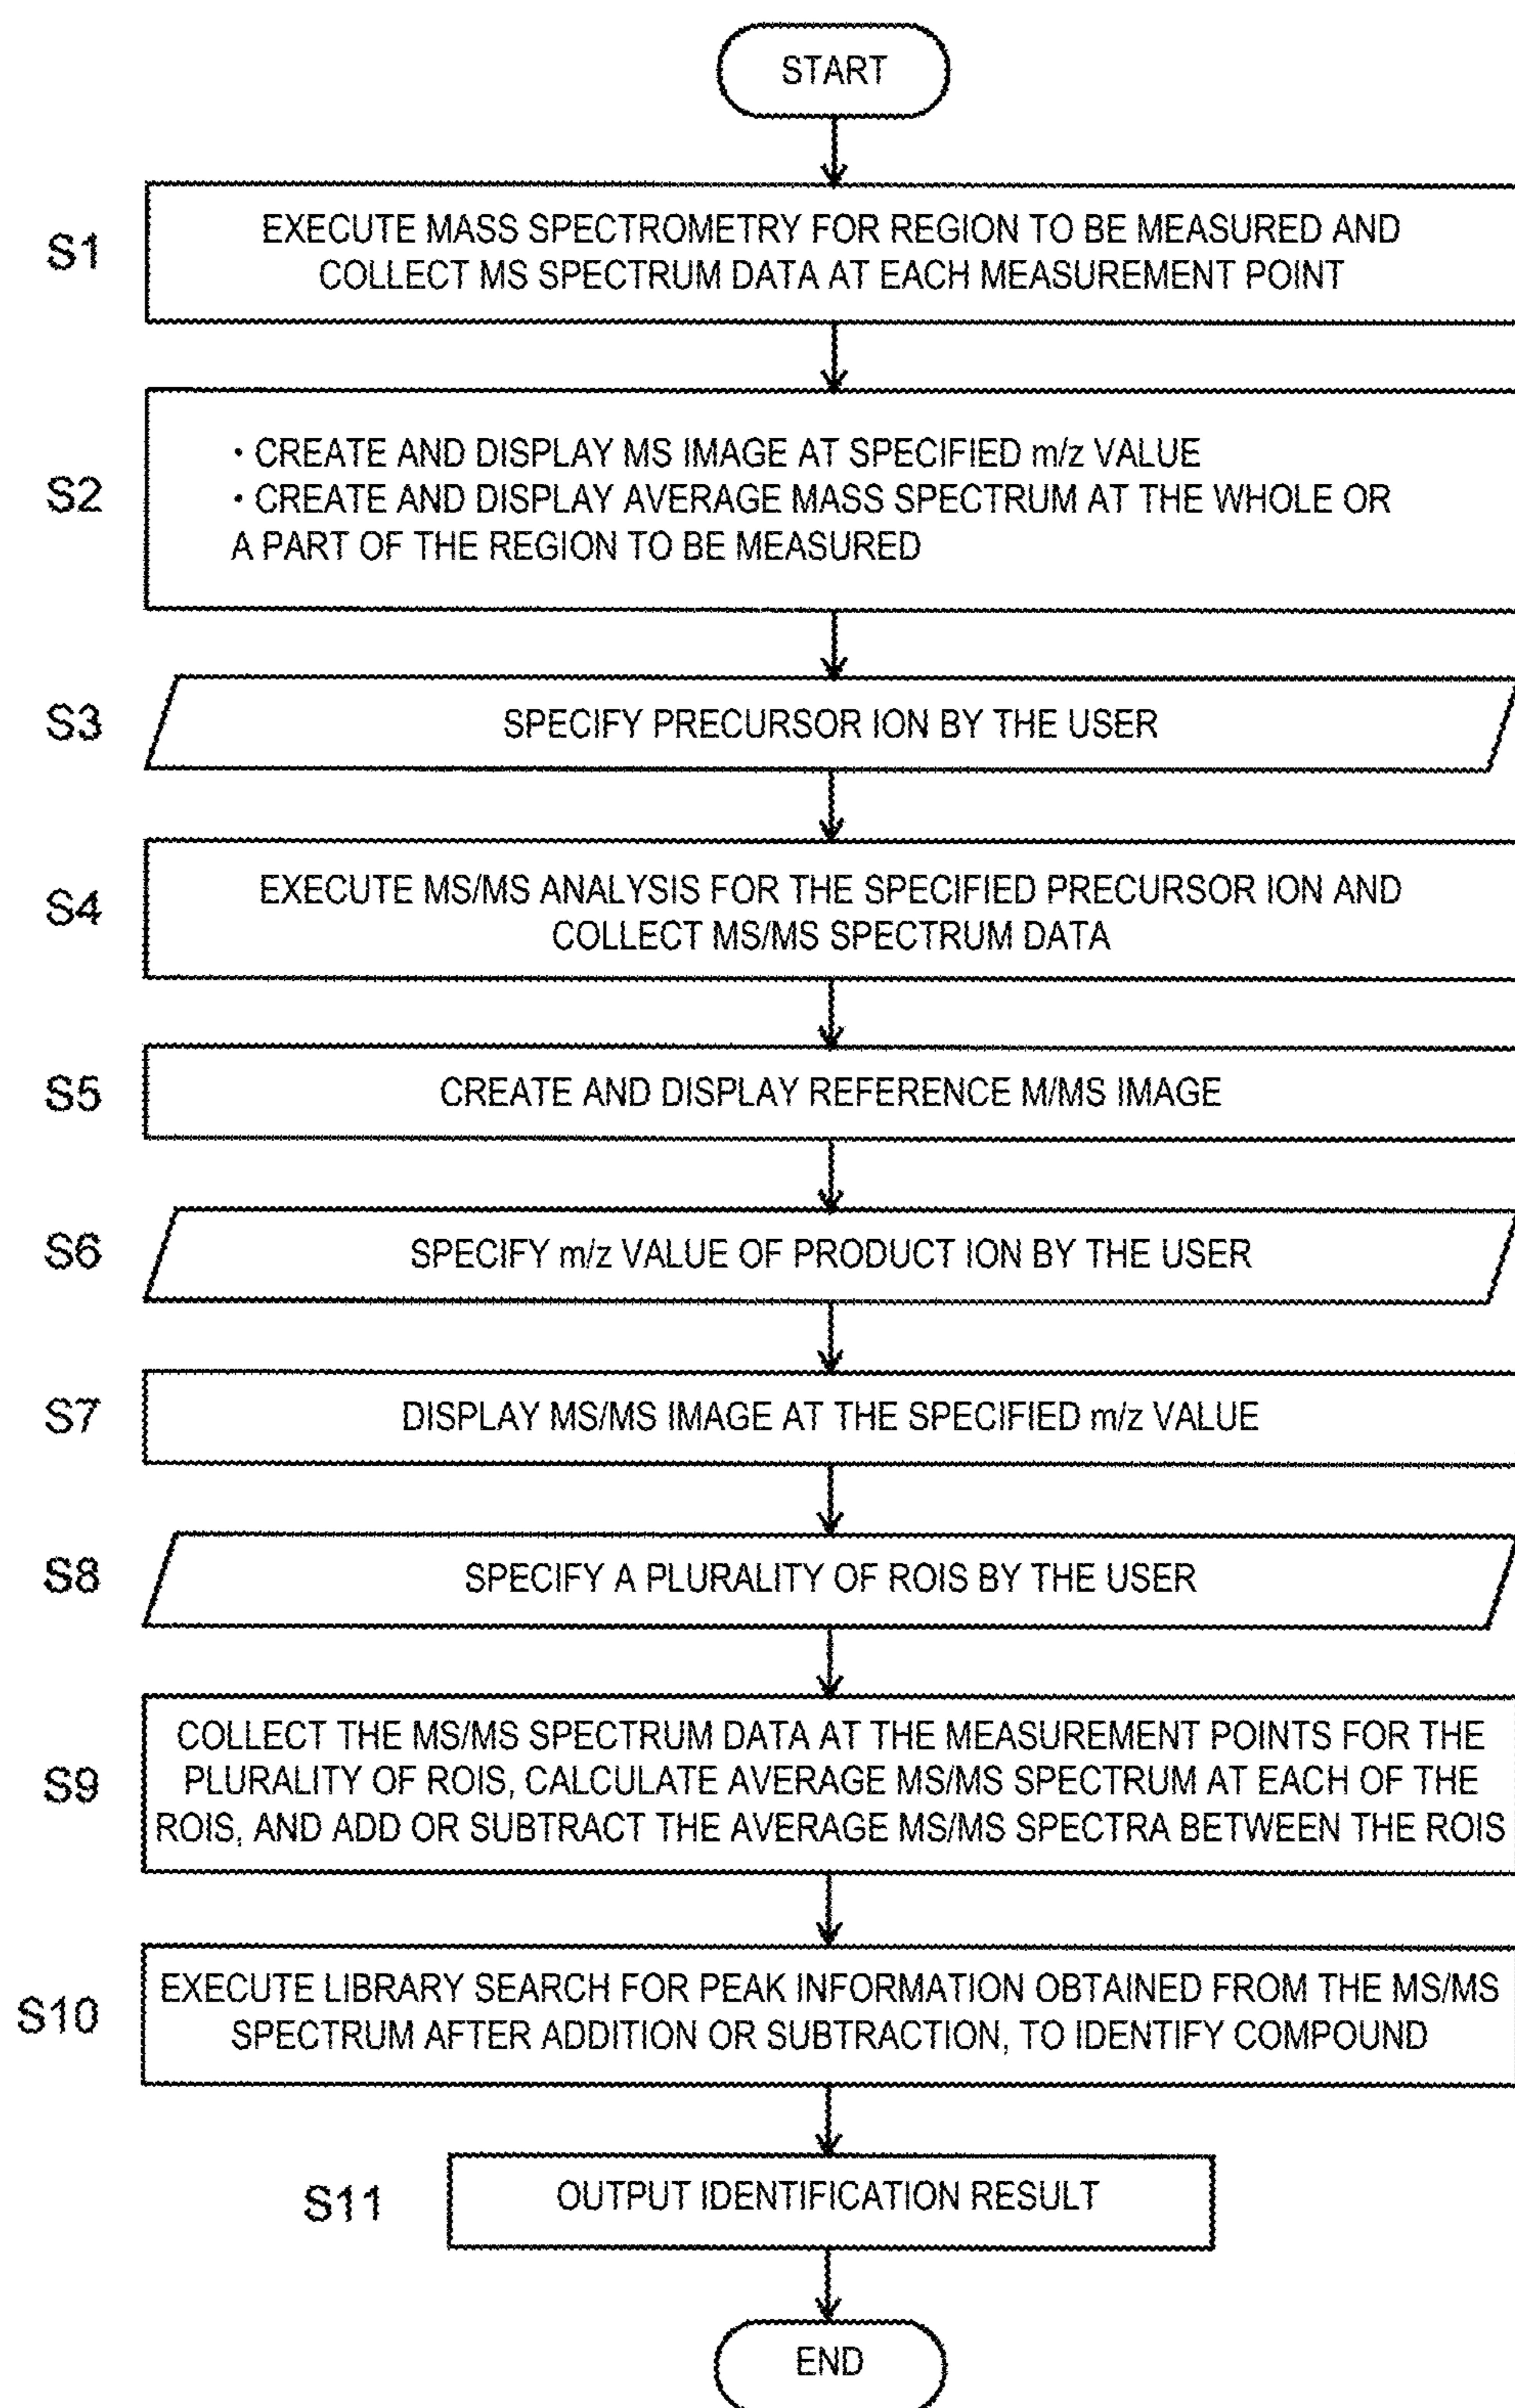 START
S1
EXECUTE MASS SPECTROMETRY FOR REGION TO BE MEASURED AND
COLLECT MS SPECTRUM DATA AT EACH MEASUREMENT POINT
S2
・CREATE AND DISPLAY MS IMAGE AT SPECIFIED m/z VALUE
・CREATE AND DISPLAY AVERAGE MASS SPECTRUM AT THE WHOLE OR
A PART OF THE REGION TO BE MEASURED
S3
SPECIFY PRECURSOR ION BY THE USER
S4
EXECUTE MS/MS ANALYSIS FOR THE SPECIFIED PRECURSOR ION AND
COLLECT MS/MS SPECTRUM DATA
S5
CREATE AND DISPLAY REFERENCE M/MS IMAGE
S6
SPECIFY m/z VALUE OF PRODUCT ION BY THE USER
S7
DISPLAY MS/MS IMAGE AT THE SPECIFIED m/z VALUE
S8
SPECIFY A PLURALITY OF ROIS BY THE USER
S9
COLLECT THE MS/MS SPECTRUM DATA AT THE MEASUREMENT POINTS FOR THE
PLURALITY OF ROIS, CALCULATE AVERAGE MS/MS SPECTRUM AT EACH OF THE
ROIS, AND ADD OR SUBTRACT THE AVERAGE MS/MS SPECTRA BETWEEN THE ROIS
S10
EXECUTE LIBRARY SEARCH FOR PEAK INFORMATION OBTAINED FROM THE MS/MS
SPECTRUM AFTER ADDITION OR SUBTRACTION, TO IDENTIFY COMPOUND
S11
OUTPUT IDENTIFICATION RESULT
END